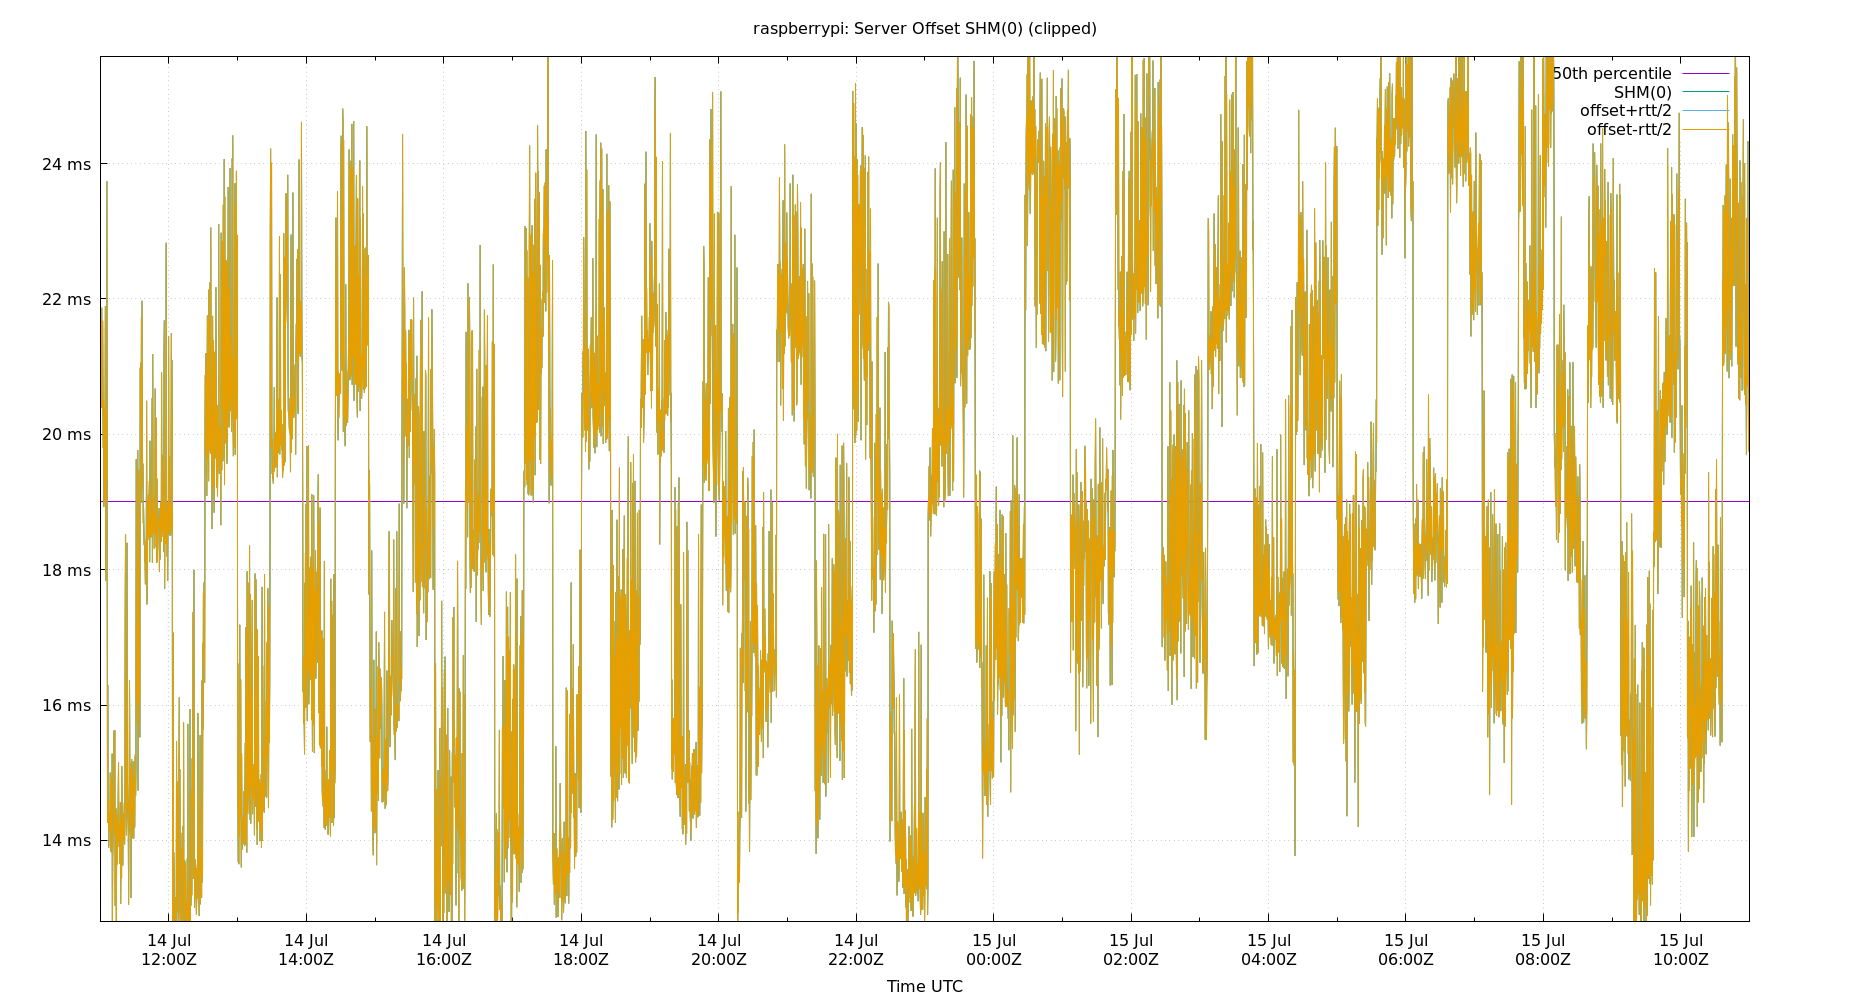 raspberrypi: Server Offset SHM(0) (clipped)
50th percentile
SHM(0)
offset+rtt/2
offset-rtt/2
24 ms
22 ms
20 ms
18 ms
16 ms
14 ms
14 Jul 14 Jul 14 Jul 14 Jul 14 Jul 14 Jul 15 Jul 15 Jul 15 Jul 15 Jul 15 Jul 15 Jul
12:00Z 14:00Z 16:00Z 18:00Z 20:00Z 22:00Z 00:00Z 02:00Z 04:00Z 06:00Z 08:00Z 10:00Z
Time UTC